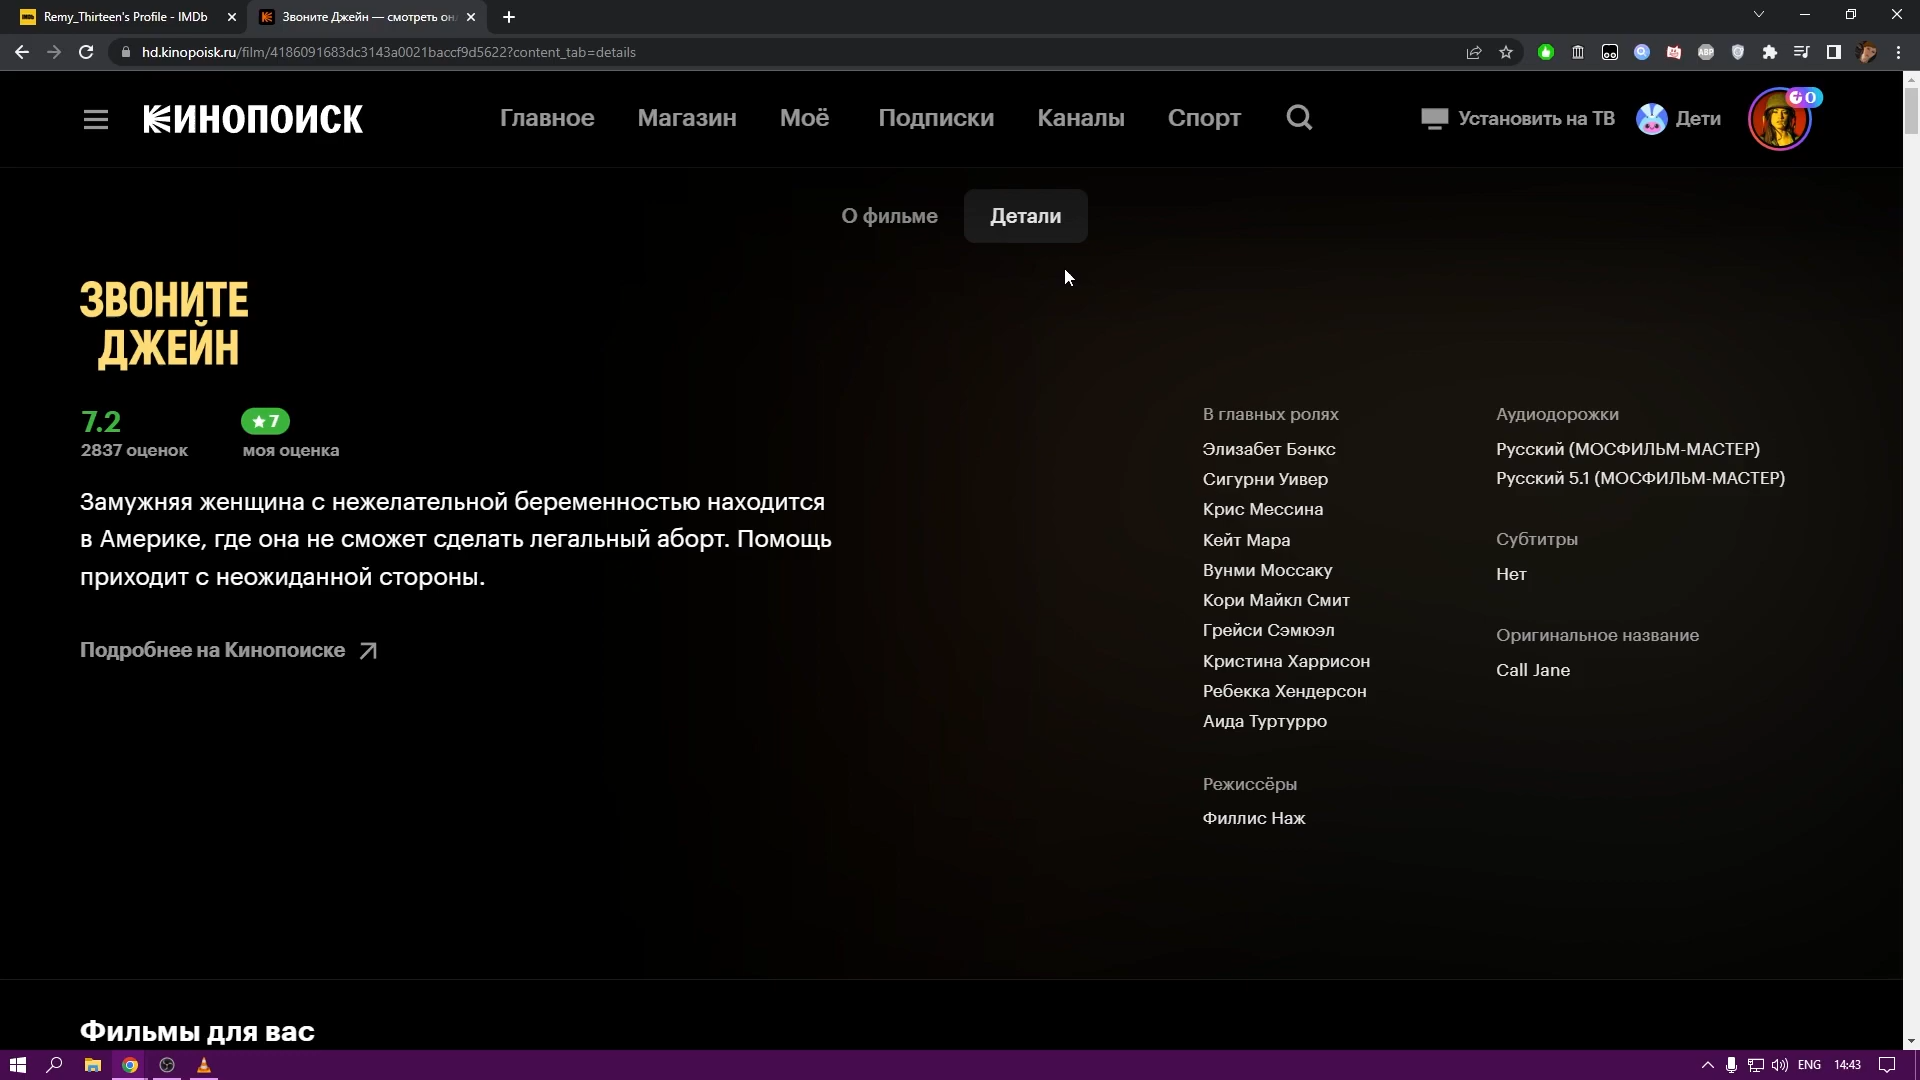 Remy_Thirteen's Profile - IMDb
Звоните Джейн — смотреть он
hd.kinopoisk.ru/film/4186091683dc3143a0021baccf9d5622?content_tab=details
ABP
КИНОПОИСК
Главное
Магазин
Моё
Подписки
Каналы
Спорт
Установить на ТВ
Дети
0
О фильме
Детали
ЗВОНИТЕ
ДЖЕЙН
7.2
7
2837 оценок
моя оценка
Замужняя женщина с нежелательной беременностью находится
в Америке, где она не сможет сделать легальный аборт. Помощь
приходит с неожиданной стороны.
Подробнее на Кинопоиске
В главных ролях
Элизабет Бэнкс
Сигурни Уивер
Крис Мессина
Кейт Мара
Вунми Моссаку
Кори Майкл Смит
Грейси Сэмюэл
Кристина Харрисон
Ребекка Хендерсон
Аида Туртурро
Режиссёры
Филлис Наж
Аудиодорожки
Русский (МОСФИЛЬМ-МАСТЕР)
Русский 5.1 (МОСФИЛЬМ-МАСТЕР)
Субтитры
Нет
Оригинальное название
Call Jane
Фильмы для вас
ENG
14:43